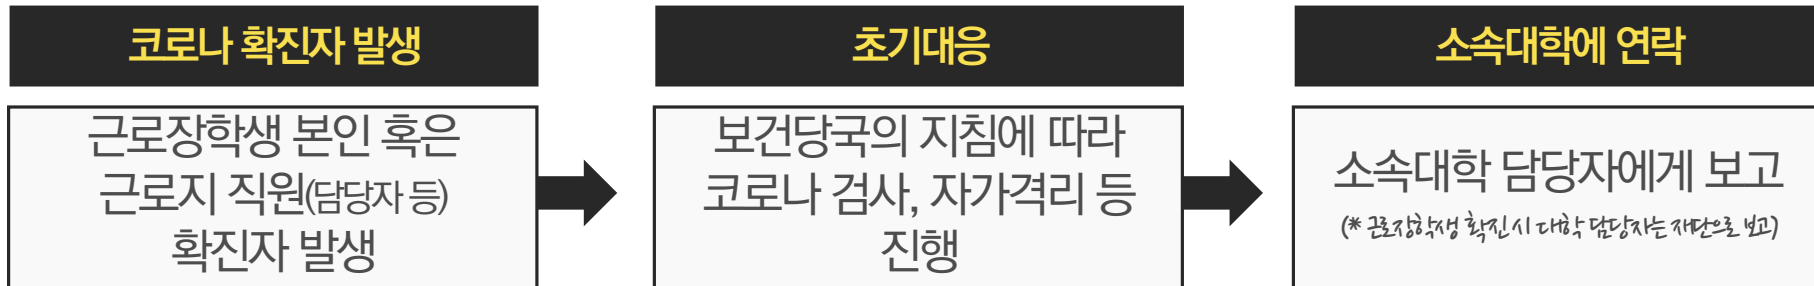 코로나 확진자 발생
근로장학생 본인 혹은
근로지 직원(담당자 등)
확진자 발생
초기대응
보건당국의 지침에 따라
코로나 검사, 자가격리 등
진행
소속대학에 연락
소속대학 담당자에게 보고
(* 근로장학생 확진시 대학 담당자는 재단으로 보고)